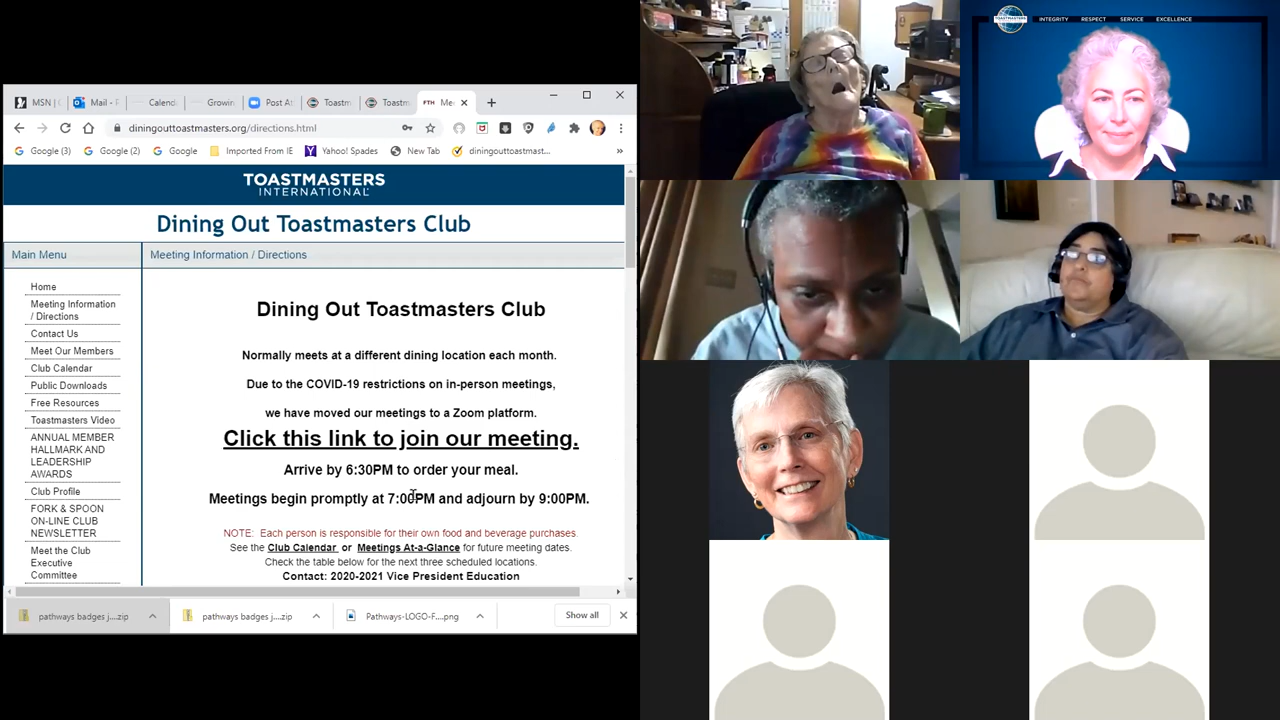 MSN |
Mail -
Calend
Growin
Post At
Toastm
Toastm
FTH
diningouttoastmasters.org/directions.html
Google (3)
Google (2)
Google
Imported From IE
Yahoo! Spades
New Tab
diningouttoastmast...
TOASTMASTERS
INTERNATIONAL
Dining Out Toastmasters Club
Main Menu
Meeting Information / Directions
Home
Meeting Information
/ Directions
Contact Us
Meet Our Members
Club Calendar
Public Downloads
Free Resources
Toastmasters Video
ANNUAL MEMBER
HALLMARK AND
LEADERSHIP
AWARDS
Club Profile
FORK & SPOON
ON-LINE CLUB
NEWSLETTER
Meet the Club
Executive
Committee
Dining Out Toastmasters Club
Normally meets at a different dining location each month.
Due to the COVID-19 restrictions on in-person meetings,
we have moved our meetings to a Zoom platform.
Click this link to join our meeting.
Arrive by 6:30PM to order your meal.
Meetings begin promptly at 7:00PM and adjourn by 9:00PM.
NOTE: Each person is responsible for their own food and beverage purchases.
See the Club Calendar or Meetings At-a-Glance for future meeting dates.
Check the table below for the next three scheduled locations.
Contact: 2020-2021 Vice President Education
pathways badges j....zip
pathways badges j....zip
Pathways-LOGO-F....png
Show all
TOASTMASTERS
INTEGRITY RESPECT SERVICE EXCELLENCE